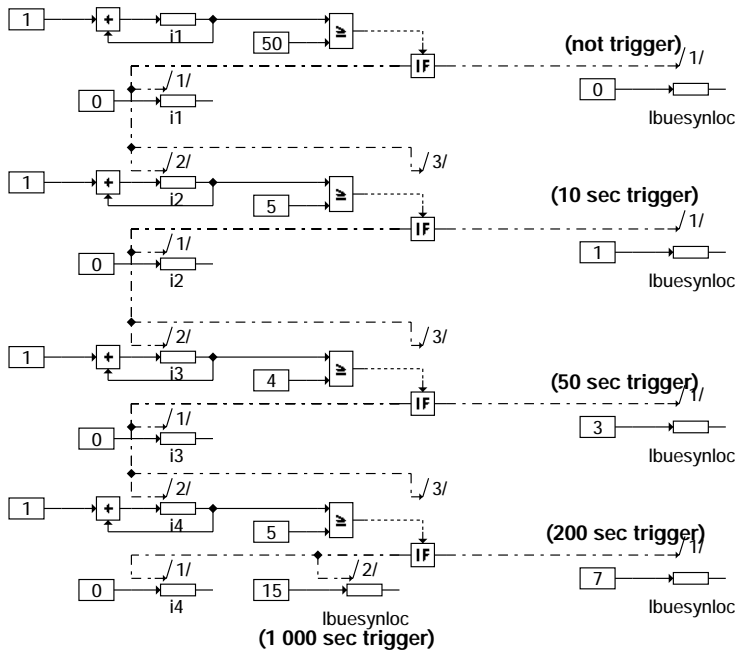 1 + i1 50 ≥ IF (not trigger) 1/
0 1/ i1 0 lbuesynloc
1 + 2/ i2 5 ≥ 3/ IF (10 sec trigger) 1/
0 1/ i2 1 lbuesynloc
1 + 2/ i3 4 ≥ 3/ IF (50 sec trigger) 1/
0 1/ i3 3 lbuesynloc
1 + 2/ i4 5 ≥ 3/ IF (200 sec trigger) 1/
0 1/ i4 15 2/ 7 lbuesynloc
lbuesynloc
(1 000 sec trigger)